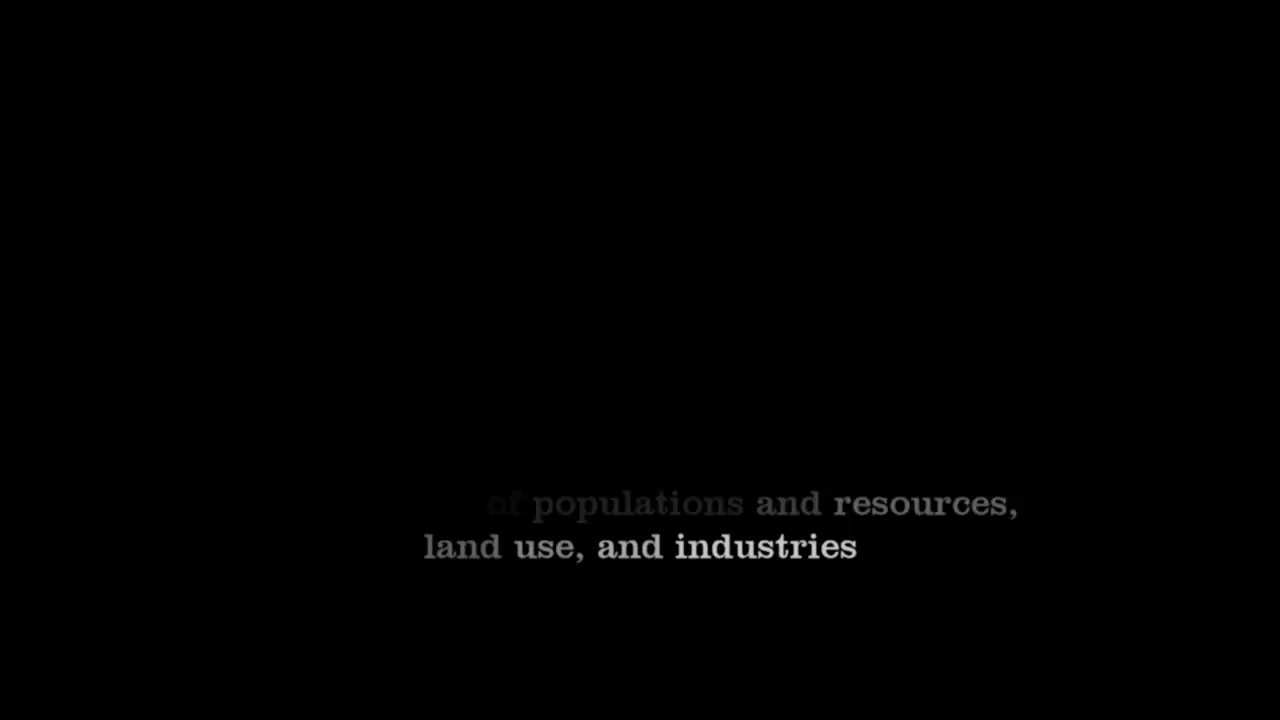 of populations and resources,
land use, and industries